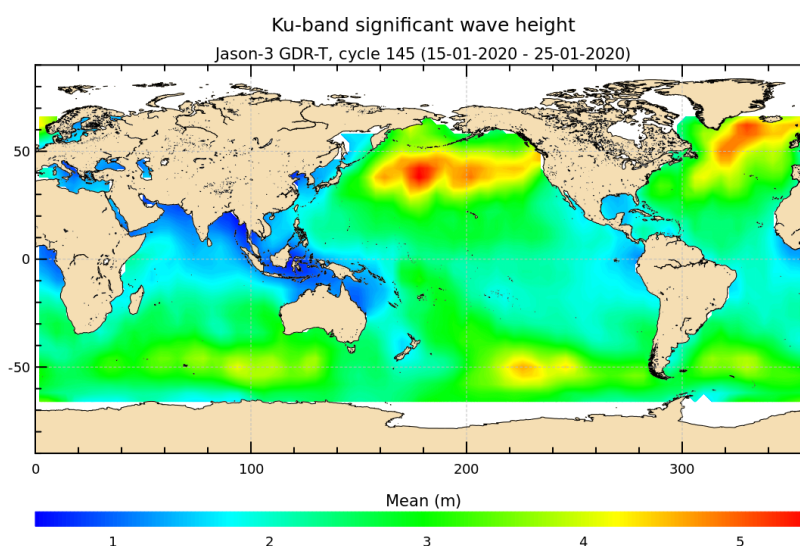 Ku-band significant wave height
Jason-3 GDR-T, cycle 145 (15-01-2020 - 25-01-2020)
50
0
-50
0 100 200 300
Mean (m)
1 2 3 4 5